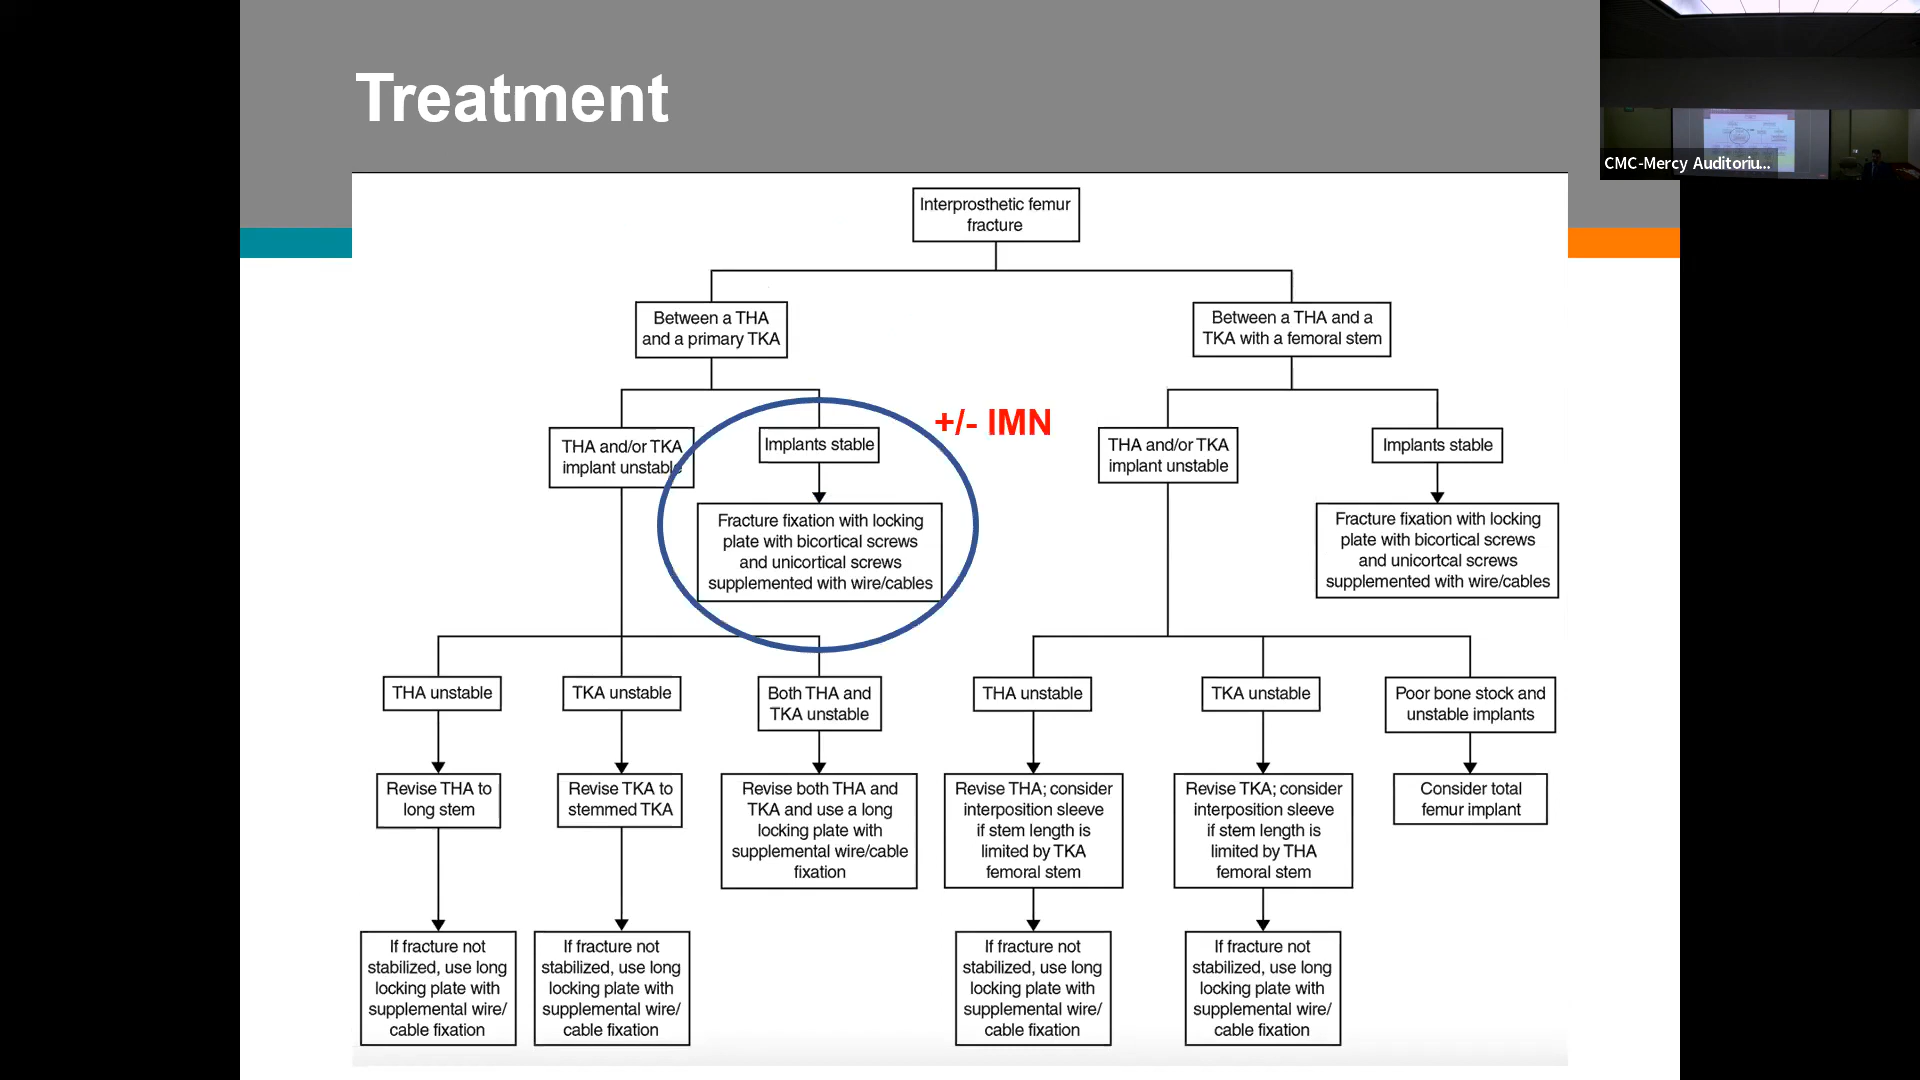 Treatment
CMC-Mercy Auditoriu...
Interprosthetic femur
fracture
Between a THA
and a primary TKA
Between a THA and a
TKA with a femoral stem
+/- IMN
THA and/or TKA
implant unstable
Implants stable
THA and/or TKA
implant unstable
Implants stable
Fracture fixation with locking
plate with bicortical screws
and unicortical screws
supplemented with wire/cables
Fracture fixation with locking
plate with bicortical screws
and unicortcal screws
supplemented with wire/cables
THA unstable
TKA unstable
Both THA and
TKA unstable
THA unstable
TKA unstable
Poor bone stock and
unstable implants
Revise THA to
long stem
Revise TKA to
stemmed TKA
Revise both THA and
TKA and use a long
locking plate with
supplemental wire/cable
fixation
Revise THA; consider
interposition sleeve
if stem length is
limited by TKA
femoral stem
Revise TKA; consider
interposition sleeve
if stem length is
limited by THA
femoral stem
Consider total
femur implant
If fracture not
stabilized, use long
locking plate with
supplemental wire/
cable fixation
If fracture not
stabilized, use long
locking plate with
supplemental wire/
cable fixation
If fracture not
stabilized, use long
locking plate with
supplemental wire/
cable fixation
If fracture not
stabilized, use long
locking plate with
supplemental wire/
cable fixation